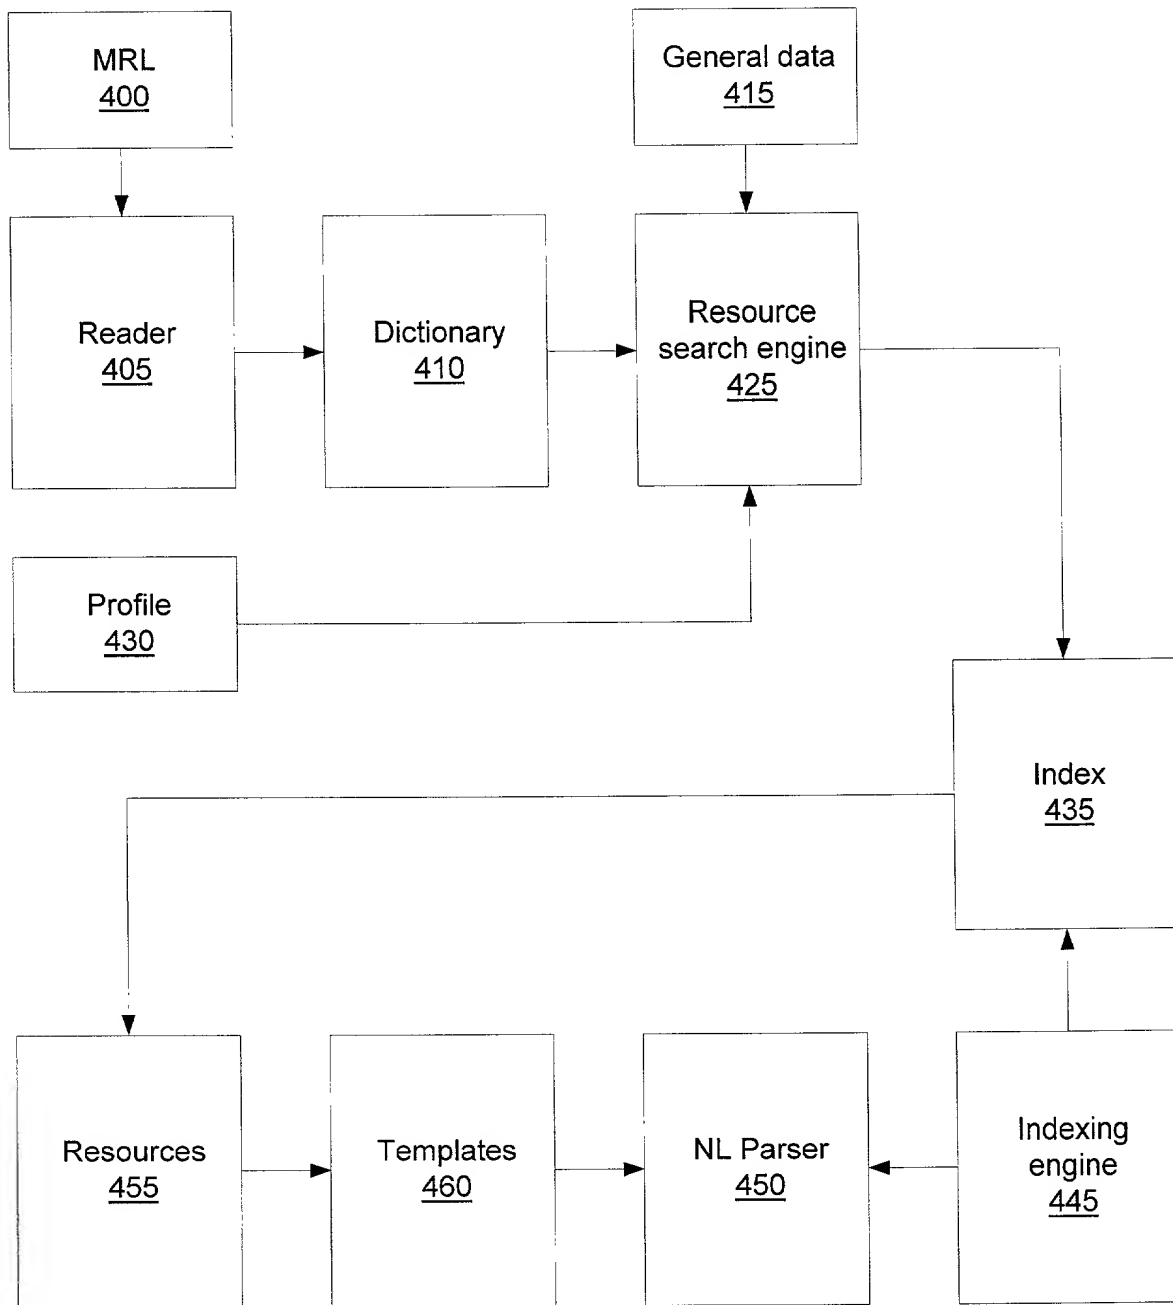 MRL
400
General data
415
Reader
405
Dictionary
410
Resource
search engine
425
Profile
430
Index
435
Resources
455
Templates
460
NL Parser
450
Indexing
engine
445